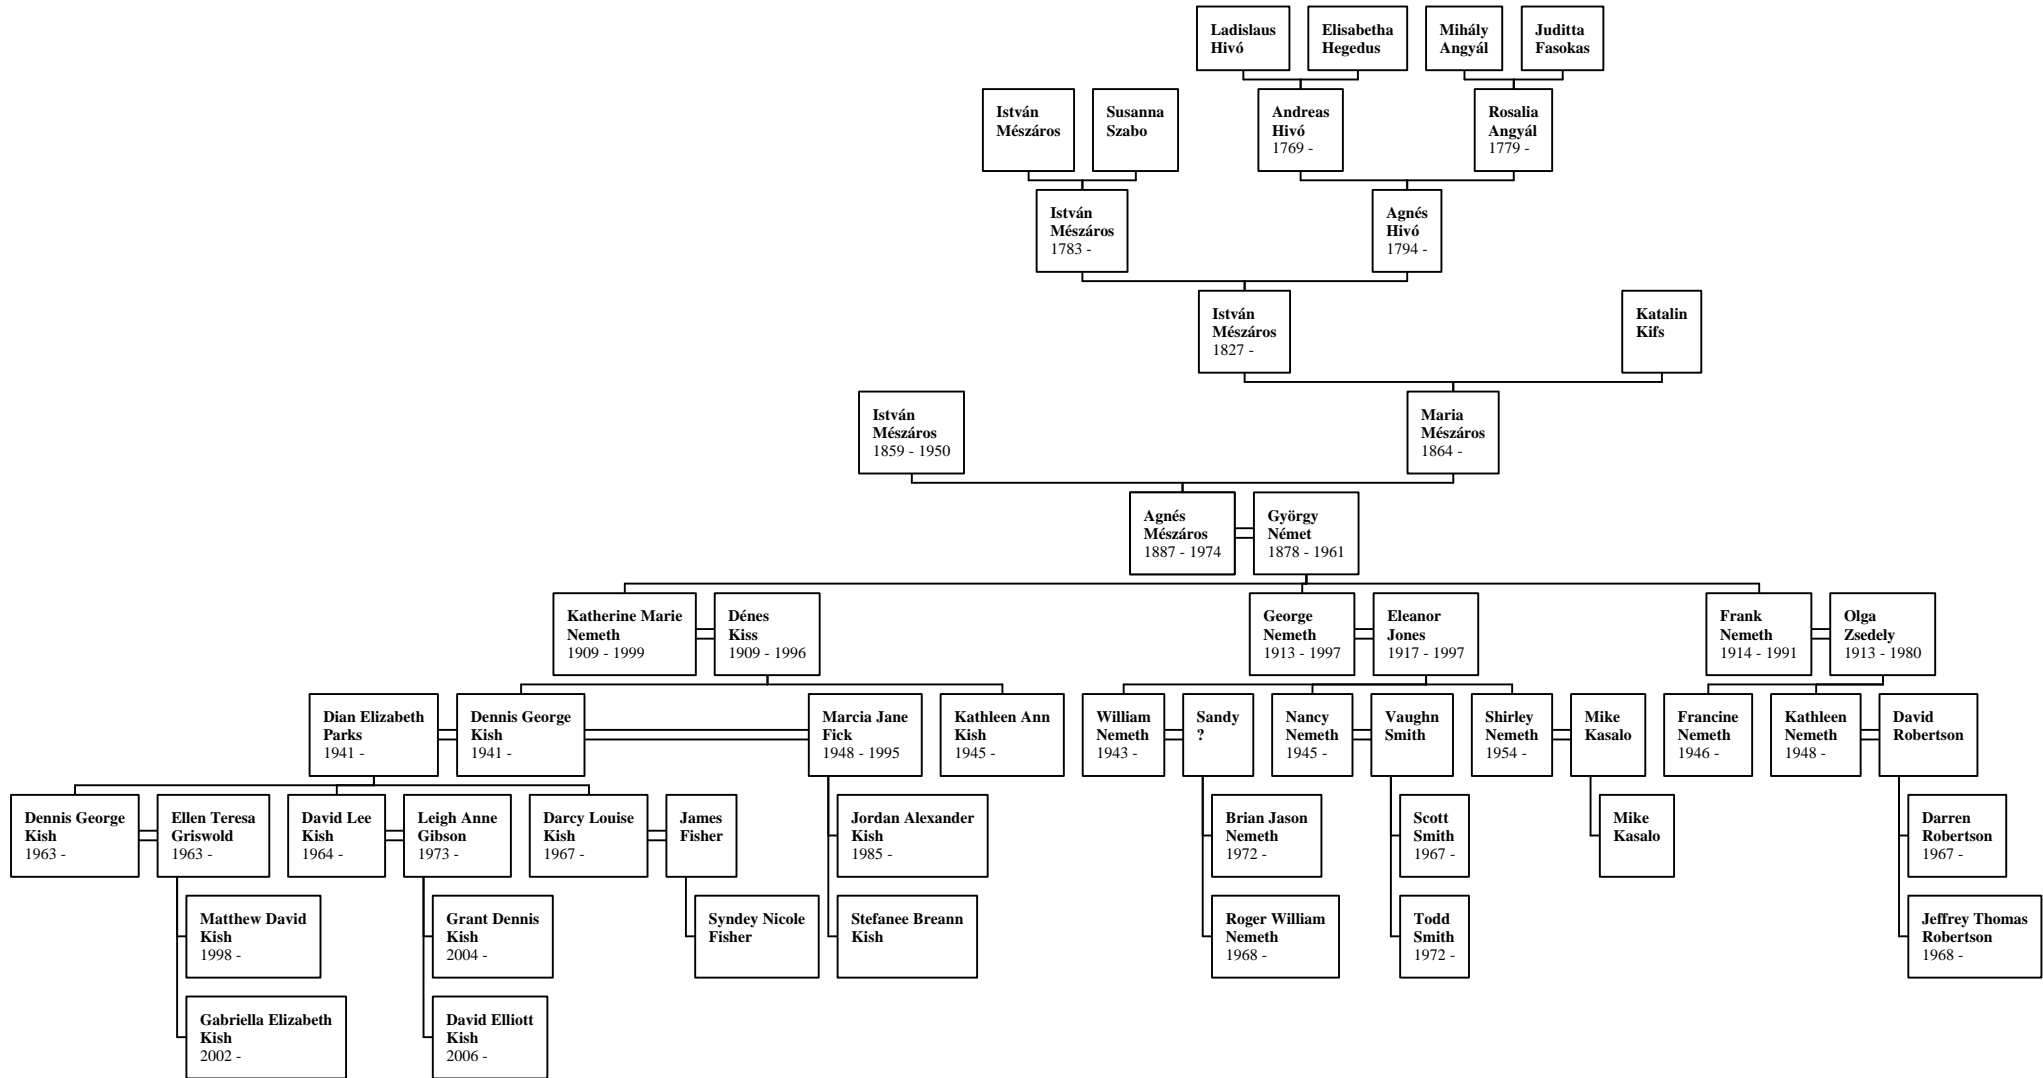 Ladislaus
Hivó
Elisabetha
Hegedus
Mihály
Angyál
Juditta
Fasokas
István
Mészáros
Susanna
Szabo
Andreas
Hivó
1769 -
Rosalia
Angyál
1779 -
István
Mészáros
1783 -
Agnés
Hivó
1794 -
István
Mészáros
1827 -
Katalin
Kifs
István
Mészáros
1859 - 1950
Maria
Mészáros
1864 -
Agnés
Mészáros
1887 - 1974
György
Német
1878 - 1961
Katherine Marie
Nemeth
1909 - 1999
Dénes
Kiss
1909 - 1996
George
Nemeth
1913 - 1997
Eleanor
Jones
1917 - 1997
Frank
Nemeth
1914 - 1991
Olga
Zsedely
1913 - 1980
Dian Elizabeth
Parks
1941 -
Dennis George
Kish
1941 -
Marcia Jane
Fick
1948 - 1995
Kathleen Ann
Kish
1945 -
William
Nemeth
1943 -
Sandy
?
Nancy
Nemeth
1945 -
Vaughn
Smith
Shirley
Nemeth
1954 -
Mike
Kasalo
Francine
Nemeth
1946 -
Kathleen
Nemeth
1948 -
David
Robertson
Dennis George
Kish
1963 -
Ellen Teresa
Griswold
1963 -
David Lee
Kish
1964 -
Leigh Anne
Gibson
1973 -
Darcy Louise
Kish
1967 -
James
Fisher
Jordan Alexander
Kish
1985 -
Brian Jason
Nemeth
1972 -
Scott
Smith
1967 -
Mike
Kasalo
Darren
Robertson
1967 -
Matthew David
Kish
1998 -
Grant Dennis
Kish
2004 -
Syndey Nicole
Fisher
Stefanee Breann
Kish
Roger William
Nemeth
1968 -
Todd
Smith
1972 -
Jeffrey Thomas
Robertson
1968 -
Gabriella Elizabeth
Kish
2002 -
David Elliott
Kish
2006 -